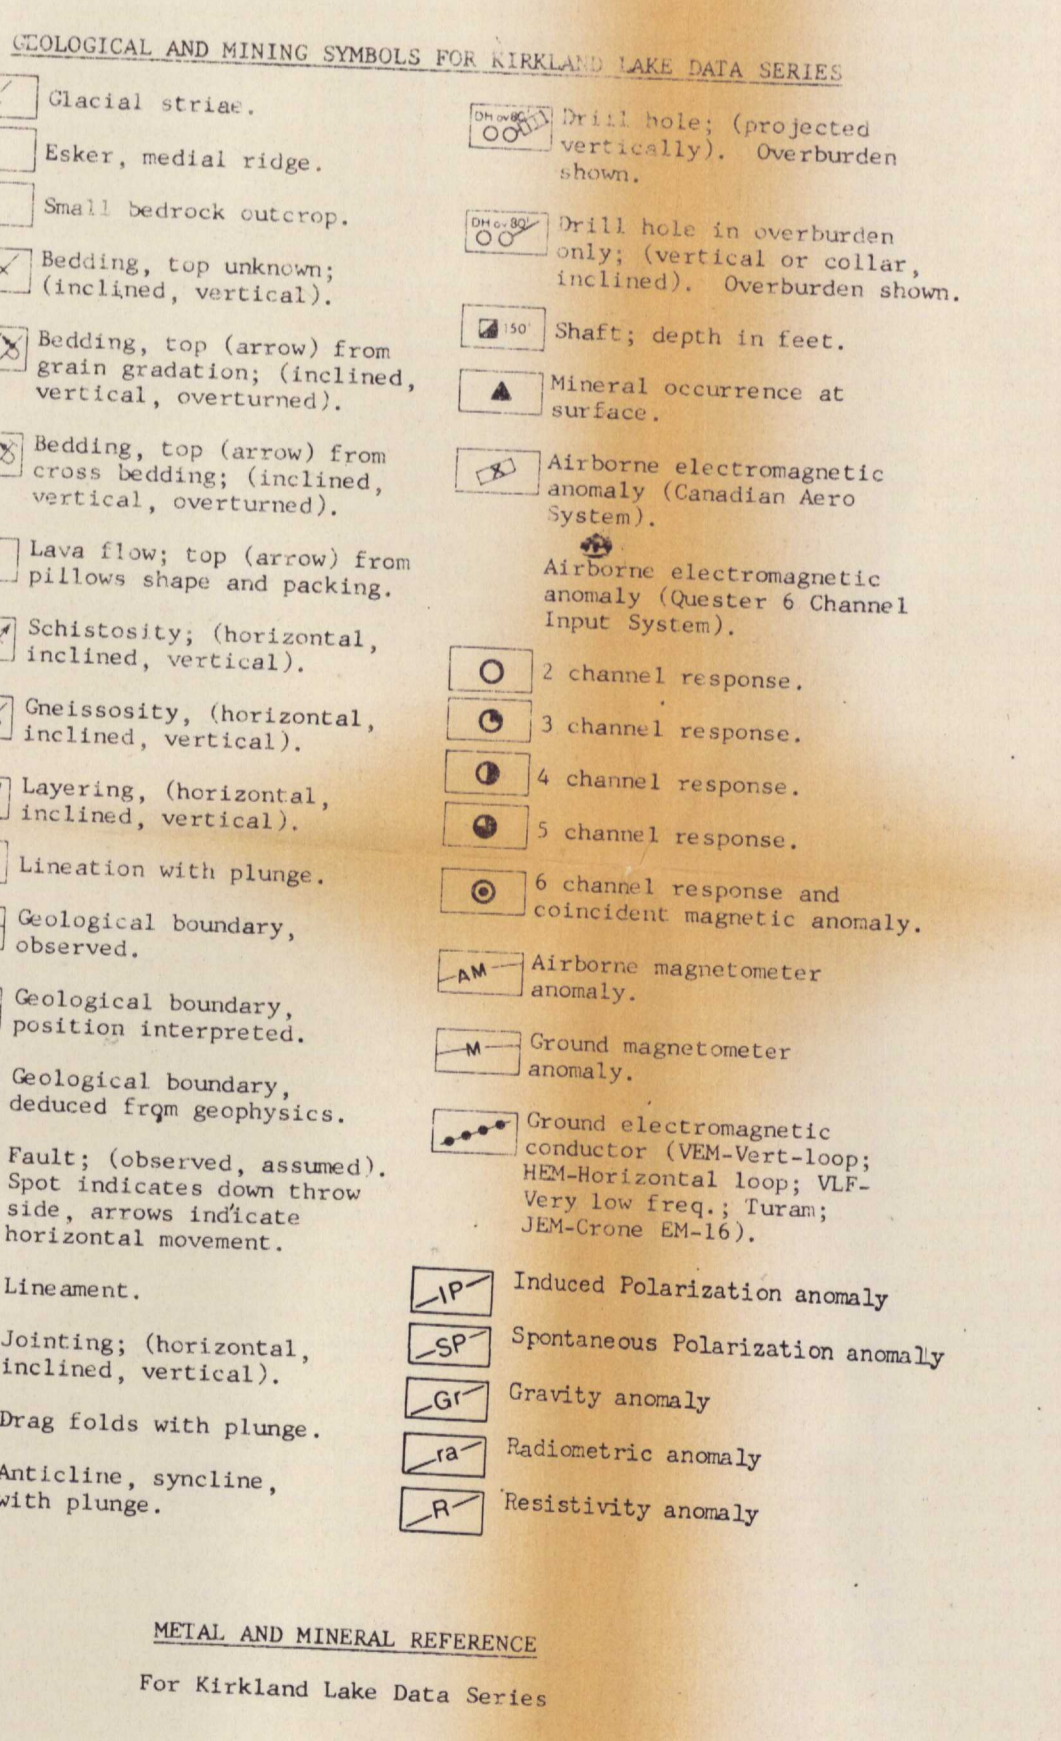 GEOLOGICAL AND MINING SYMBOLS FOR KIRKLAND LAKE DATA SERIES
Glacial striae.
Esker, medial ridge.
Small bedrock outcrop.
Bedding, top unknown;
(inclined, vertical).
Bedding, top (arrow) from
grain gradation; (inclined,
vertical, overturned).
Bedding, top (arrow) from
cross bedding; (inclined,
vertical, overturned).
Lava flow; top (arrow) from
pillows shape and packing.
Schistosity; (horizontal,
inclined, vertical).
Gneissosity, (horizontal,
inclined, vertical).
Layering, (horizontal,
inclined, vertical).
Lineation with plunge.
Geological boundary,
observed.
Geological boundary,
position interpreted.
Geological boundary,
deduced from geophysics.
Fault; (observed, assumed).
Spot indicates down throw
side, arrows indicate
horizontal movement.
Lineament.
Jointing; (horizontal,
inclined, vertical).
Drag folds with plunge.
Anticline, syncline,
with plunge.
DH ov 80'
Drill hole; (projected
vertically). Overburden
shown.
DH ov 80'
Drill hole in overburden
only; (vertical or collar,
inclined). Overburden shown.
150'
Shaft; depth in feet.
Mineral occurrence at
surface.
Airborne electromagnetic
anomaly (Canadian Aero
System).
Airborne electromagnetic
anomaly (Quester 6 Channel
Input System).
2 channel response.
3 channel response.
4 channel response.
5 channel response.
6 channel response and
coincident magnetic anomaly.
AM
Airborne magnetometer
anomaly.
M
Ground magnetometer
anomaly.
Ground electromagnetic
conductor (VEM-Vert-loop;
HEM-Horizontal loop; VLF-
Very low freq.; Turam;
JEM-Crone EM-16).
IP Induced Polarization anomaly
SP Spontaneous Polarization anomaly
Gr Gravity anomaly
ra Radiometric anomaly
R Resistivity anomaly
METAL AND MINERAL REFERENCE
For Kirkland Lake Data Series